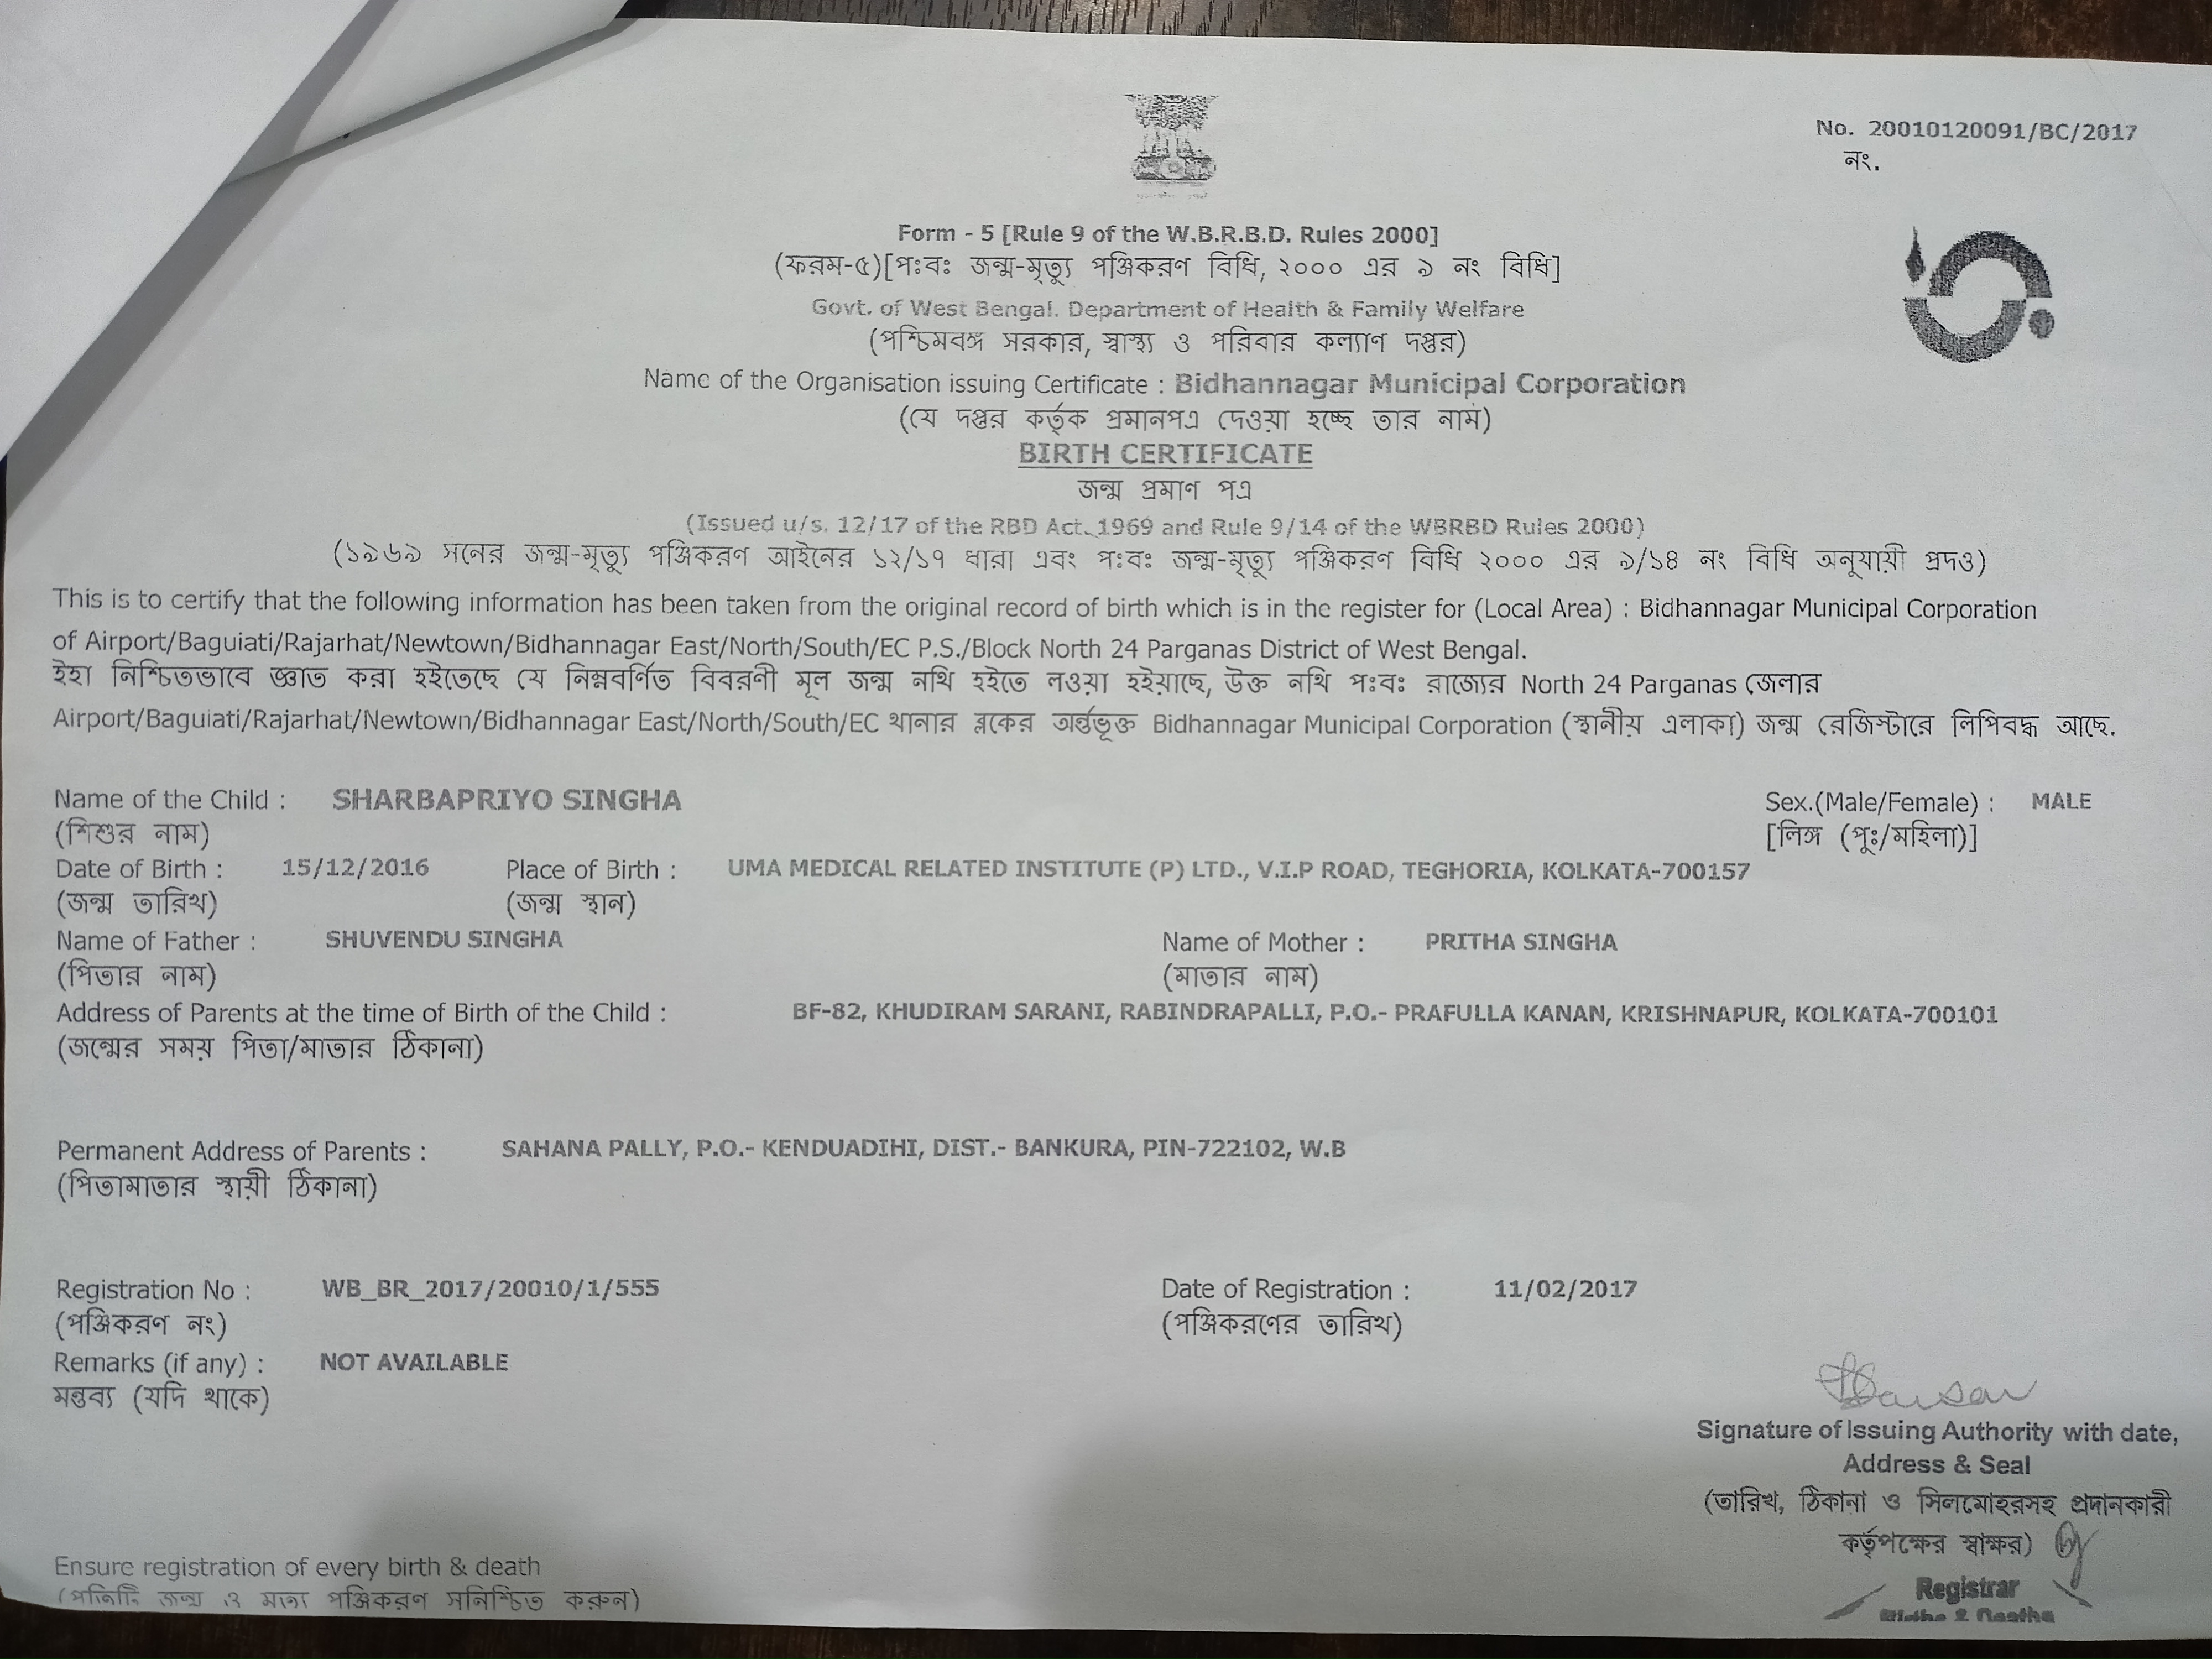 No. 20010120091/BC/2017
নং.
Form - 5 [Rule 9 of the W.B.R.B.D. Rules 2000]
(ফরম-৫)[পঃবঃ জন্ম-মৃত্যু পঞ্জিকরণ বিধি, ২০০০ এর ৯ নং বিধি]
Govt. of West Bengal. Department of Health & Family Welfare
(পশ্চিমবঙ্গ সরকার, স্বাস্থ্য ও পরিবার কল্যাণ দপ্তর)
Name of the Organisation issuing Certificate : Bidhannagar Municipal Corporation
(যে দপ্তর কর্তৃক প্রমানপএ দেওয়া হচ্ছে তার নাম)
BIRTH CERTIFICATE
জন্ম প্রমাণ পএ
(Issued u/s. 12/17 of the RBD Act. 1969 and Rule 9/14 of the WBRBD Rules 2000)
(১৯৬৯ সনের জন্ম-মৃত্যু পঞ্জিকরণ আইনের ১২/১৭ ধারা এবং পঃবঃ জন্ম-মৃত্যু পঞ্জিকরণ বিধি ২০০০ এর ৯/১৪ নং বিধি অনুযায়ী প্রদও)
This is to certify that the following information has been taken from the original record of birth which is in the register for (Local Area) : Bidhannagar Municipal Corporation
of Airport/Baguiati/Rajarhat/Newtown/Bidhannagar East/North/South/EC P.S./Block North 24 Parganas District of West Bengal.
ইহা নিশ্চিতভাবে জ্ঞাত করা হইতেছে যে নিম্নবর্ণিত বিবরণী মূল জন্ম নথি হইতে লওয়া হইয়াছে, উক্ত নথি পঃবঃ রাজ্যের North 24 Parganas জেলার
Airport/Baguiati/Rajarhat/Newtown/Bidhannagar East/North/South/EC থানার ব্লকের অর্ন্তভূক্ত Bidhannagar Municipal Corporation (স্থানীয় এলাকা) জন্ম রেজিস্টারে লিপিবদ্ধ আছে.
Name of the Child : SHARBAPRIYO SINGHA Sex.(Male/Female) : MALE
(শিশুর নাম) [লিঙ্গ (পুঃ/মহিলা)]
Date of Birth : 15/12/2016 Place of Birth : UMA MEDICAL RELATED INSTITUTE (P) LTD., V.I.P ROAD, TEGHORIA, KOLKATA-700157
(জন্ম তারিখ) (জন্ম স্থান)
Name of Father : SHUVENDU SINGHA Name of Mother : PRITHA SINGHA
(পিতার নাম) (মাতার নাম)
Address of Parents at the time of Birth of the Child : BF-82, KHUDIRAM SARANI, RABINDRAPALLI, P.O.- PRAFULLA KANAN, KRISHNAPUR, KOLKATA-700101
(জন্মের সময় পিতা/মাতার ঠিকানা)
Permanent Address of Parents : SAHANA PALLY, P.O.- KENDUADIHI, DIST.- BANKURA, PIN-722102, W.B
(পিতামাতার স্থায়ী ঠিকানা)
Registration No : WB_BR_2017/20010/1/555 Date of Registration : 11/02/2017
(পঞ্জিকরণ নং) (পঞ্জিকরণের তারিখ)
Remarks (if any) : NOT AVAILABLE
মন্তব্য (যদি থাকে)
Signature of Issuing Authority with date,
Address & Seal
(তারিখ, ঠিকানা ও সিলমোহরসহ প্রদানকারী
কর্তৃপক্ষের স্বাক্ষর)
Ensure registration of every birth & death
(প্রতিটি জন্ম ও মৃত্যু পঞ্জিকরণ সুনিশ্চিত করুন)
Registrar
Births & Deaths